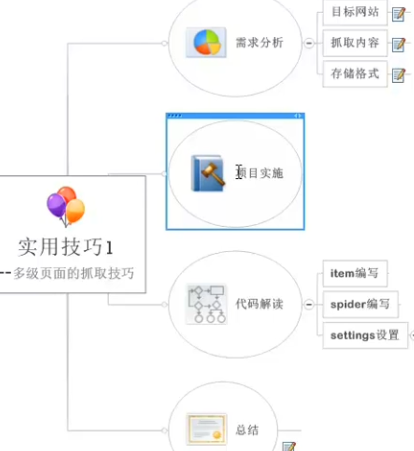 目标网站
需求分析
抓取内容
存储格式
项目实施
实用技巧1
--多级页面的抓取技巧
item编写
代码解读
spider编写
settings设置
总结